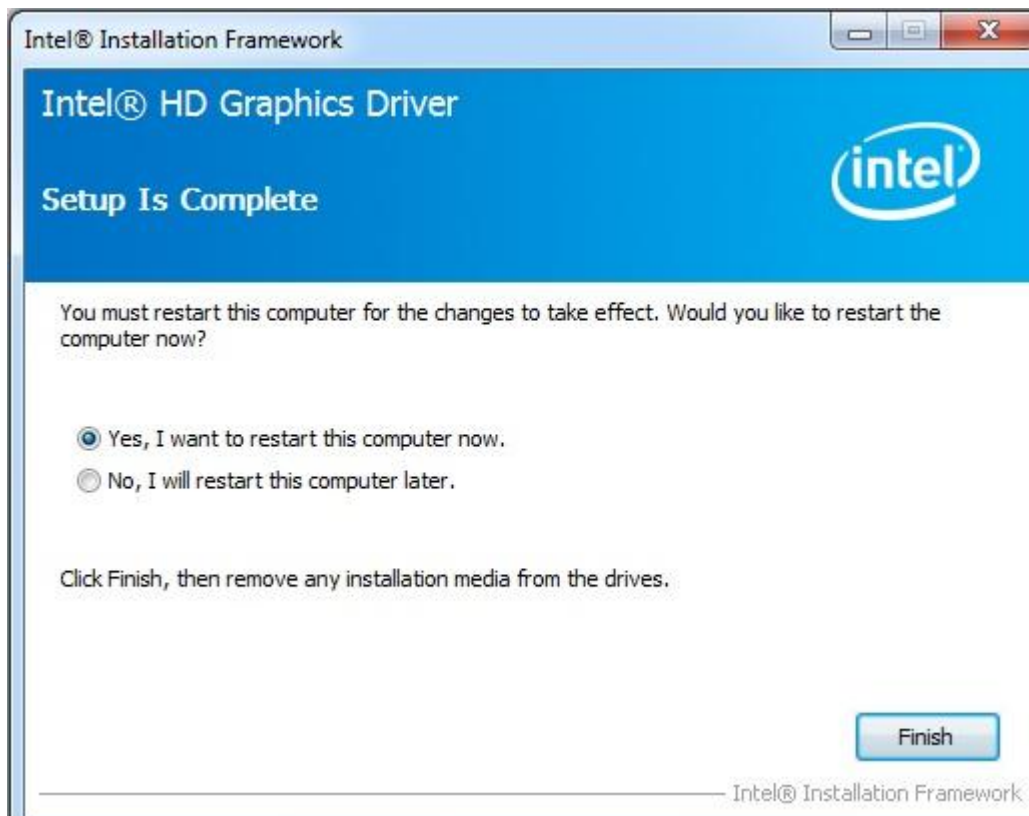 Intel® Installation Framework
Intel® HD Graphics Driver
intel
Setup Is Complete
You must restart this computer for the changes to take effect. Would you like to restart the
computer now?
Yes, I want to restart this computer now.
No, I will restart this computer later.
Click Finish, then remove any installation media from the drives.
Finish
Intel® Installation Framework